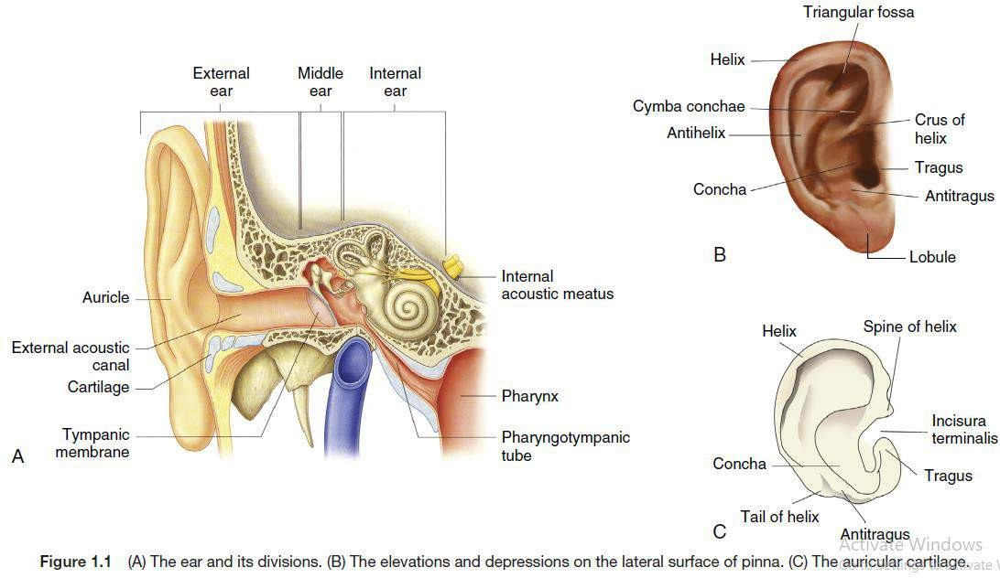 External
ear
Middle
ear
Internal
ear
Auricle
External acoustic
canal
Cartilage
Tympanic
membrane
Internal
acoustic meatus
Pharynx
Pharyngotympanic
tube
A
Triangular fossa
Helix
Cymba conchae
Antihelix
Concha
Crus of
helix
Tragus
Antitragus
Lobule
B
Helix
Spine of helix
Incisura
terminalis
Concha
Tragus
Tail of helix
Antitragus
C
Activate Windows
Figure 1.1 (A) The ear and its divisions. (B) The elevations and depressions on the lateral surface of pinna. (C) The auricular cartilage.